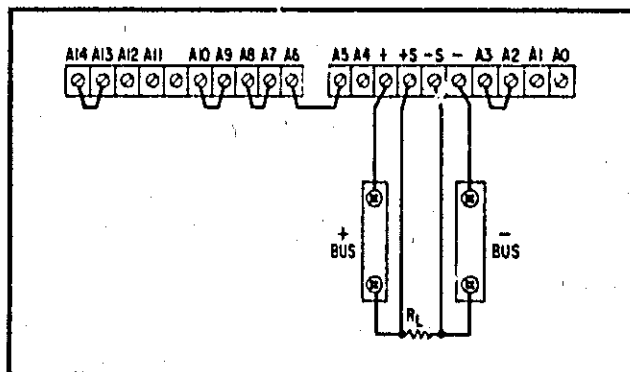 A14 A13 A12 A11 A10 A9 A8 A7 A6 A5 A4 + +S -S - A3 A2 A1 A0
+ BUS
- BUS
RL